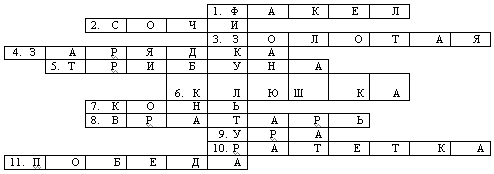 1. Ф А К Е Л
2. С О Ч И
3. З О Л О Т А Я
4. З А Р Я Д К А
5. Т Р И Б У Н А
6. К Л Ю Ш К А
7. К О Н Ь
8. В Р А Т А Р Ь
9. У Р А
10. Р А Т Е Т К А
11. П О Б Е Д А